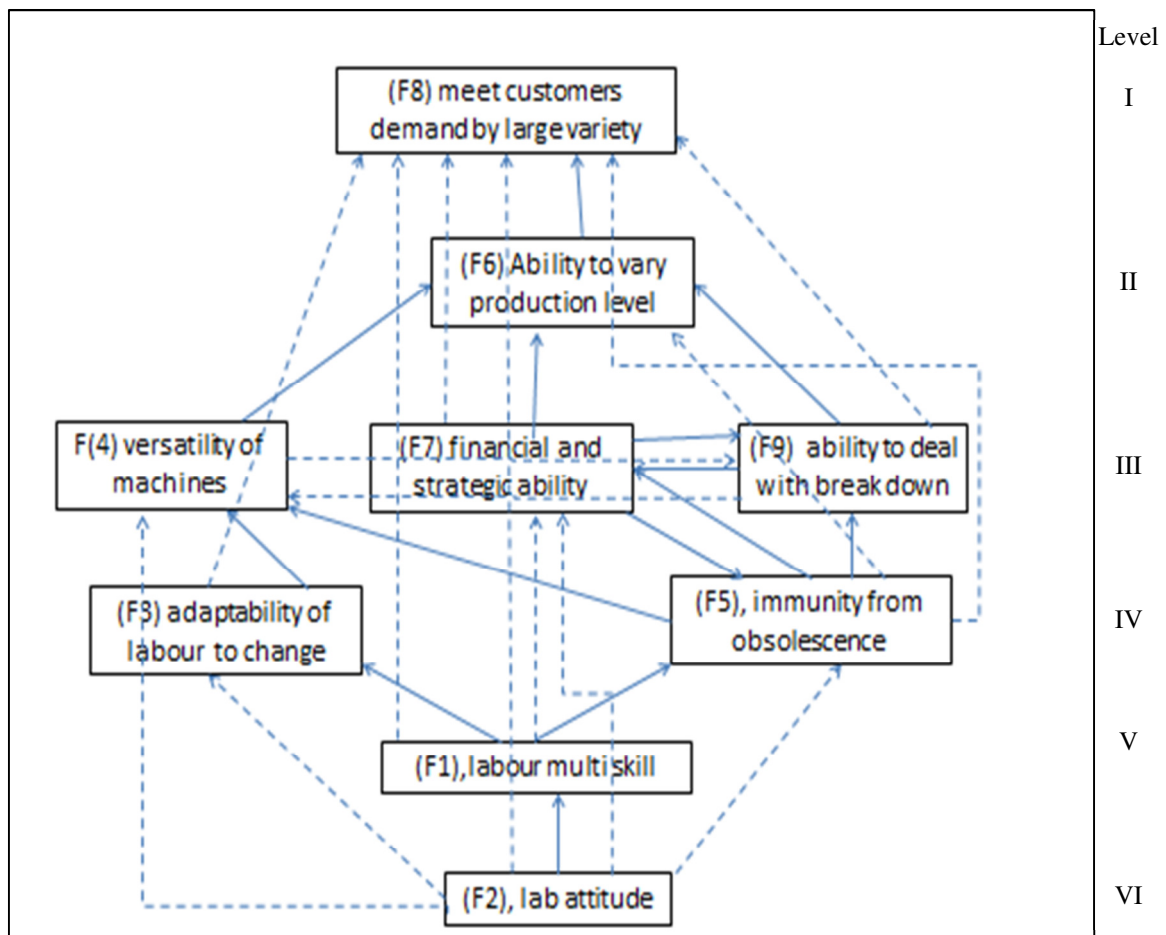 Level
(F8) meet customers
demand by large variety
I
(F6) Ability to vary
production level
II
F(4) versatility of
machines
(F7) financial and
strategic ability
(F9) ability to deal
with break down
III
(F3) adaptability of
labour to change
(F5), immunity from
obsolescence
IV
(F1), labour multi skill
V
(F2), lab attitude
VI